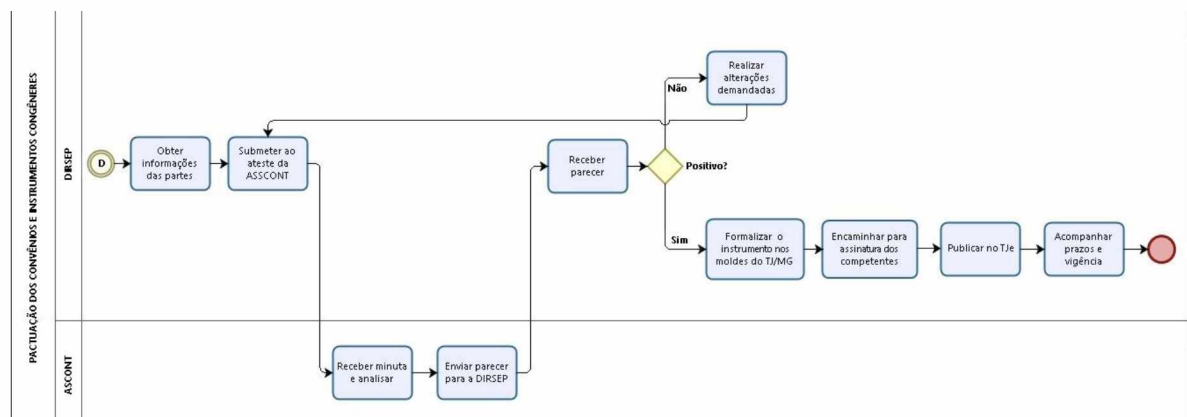 PACTUAÇÃO DOS CONVÊNIOS E INSTRUMENTOS CONGÊNERES
DIRSEP
D
Obter
informações
das partes
Submeter ao
ateste da
ASSCONT
Receber
parecer
Positivo?
Não
Realizar
alterações
demandadas
Sim
Formalizar o
instrumento nos
moldes do TJ/MG
Encaminhar para
assinatura dos
competentes
Publicar no TJe
Acompanhar
prazos e
vigência
ASCONT
Receber minuta
e analisar
Enviar parecer
para a DIRSEP